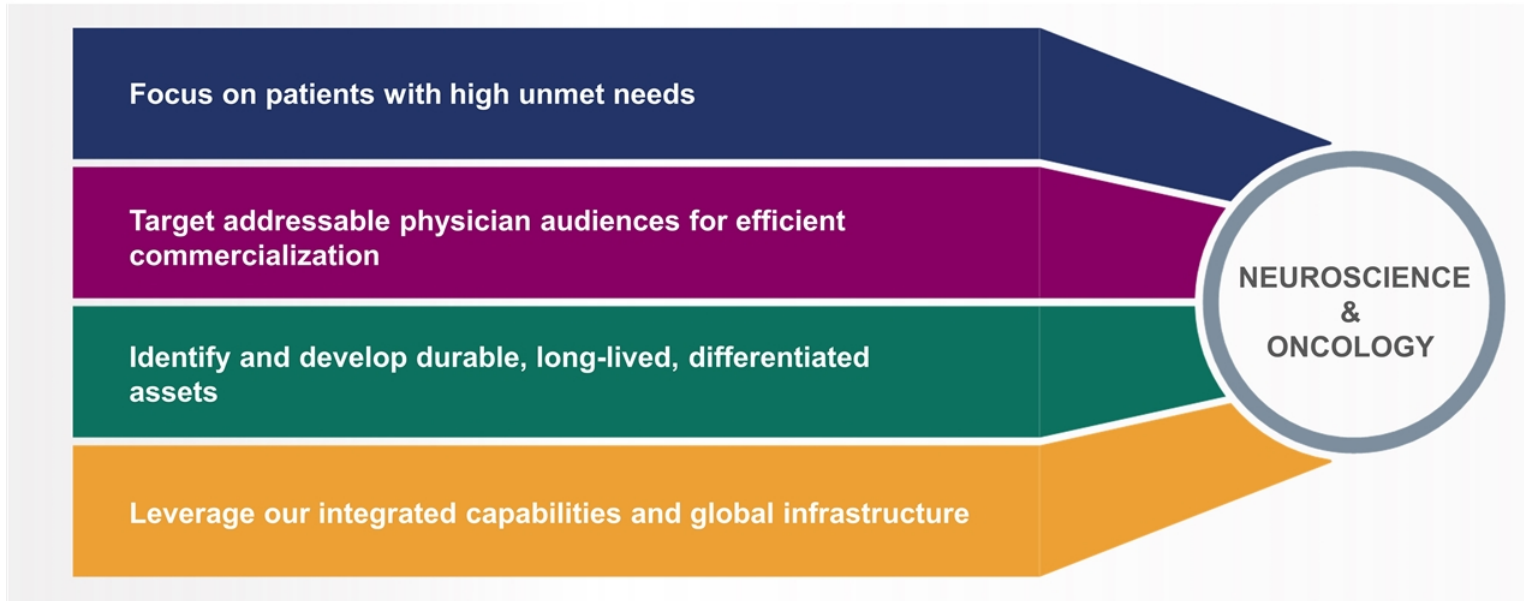 Focus on patients with high unmet needs
Target addressable physician audiences for efficient
commercialization
Identify and develop durable, long-lived, differentiated
assets
Leverage our integrated capabilities and global infrastructure
NEUROSCIENCE
&
ONCOLOGY